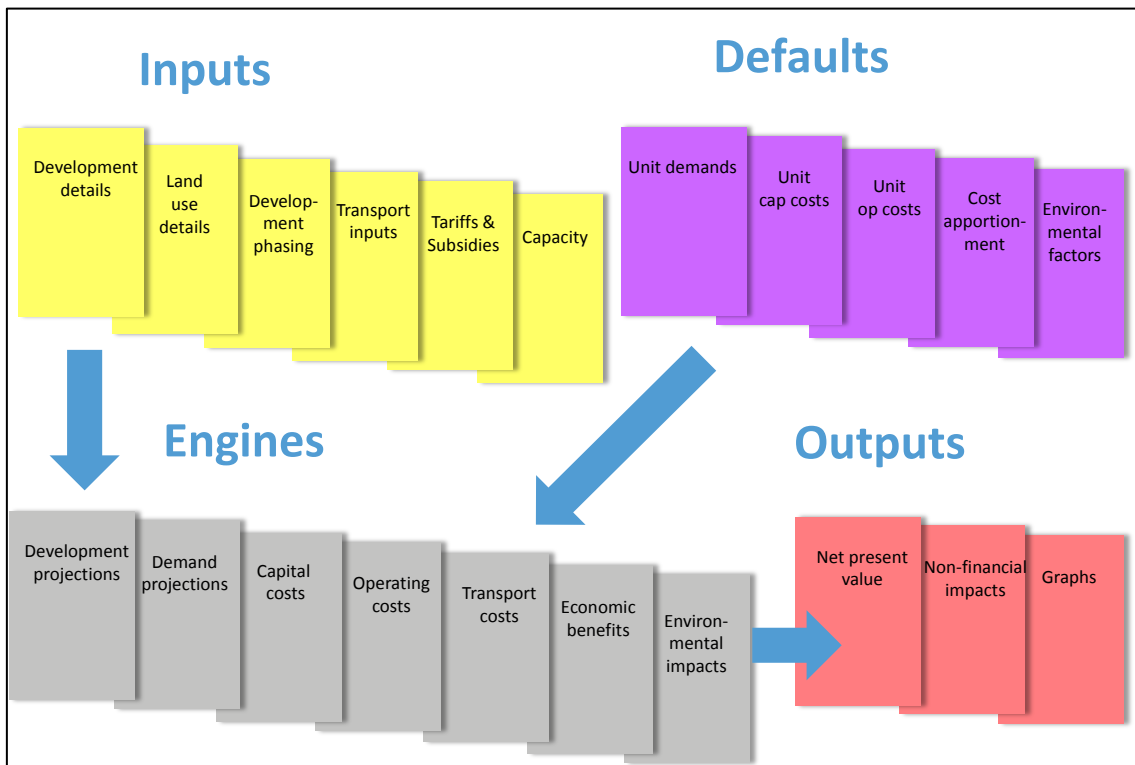 Inputs
Defaults
Development
details
Land
use
details
Develop-
ment
phasing
Transport
inputs
Tariffs &
Subsidies
Capacity
Unit demands
Unit
cap costs
Unit
op costs
Cost
apportion-
ment
Environ-
mental
factors
Engines
Outputs
Development
projections
Demand
projections
Capital
costs
Operating
costs
Transport
costs
Economic
benefits
Environ-
mental
impacts
Net present
value
Non-financial
impacts
Graphs